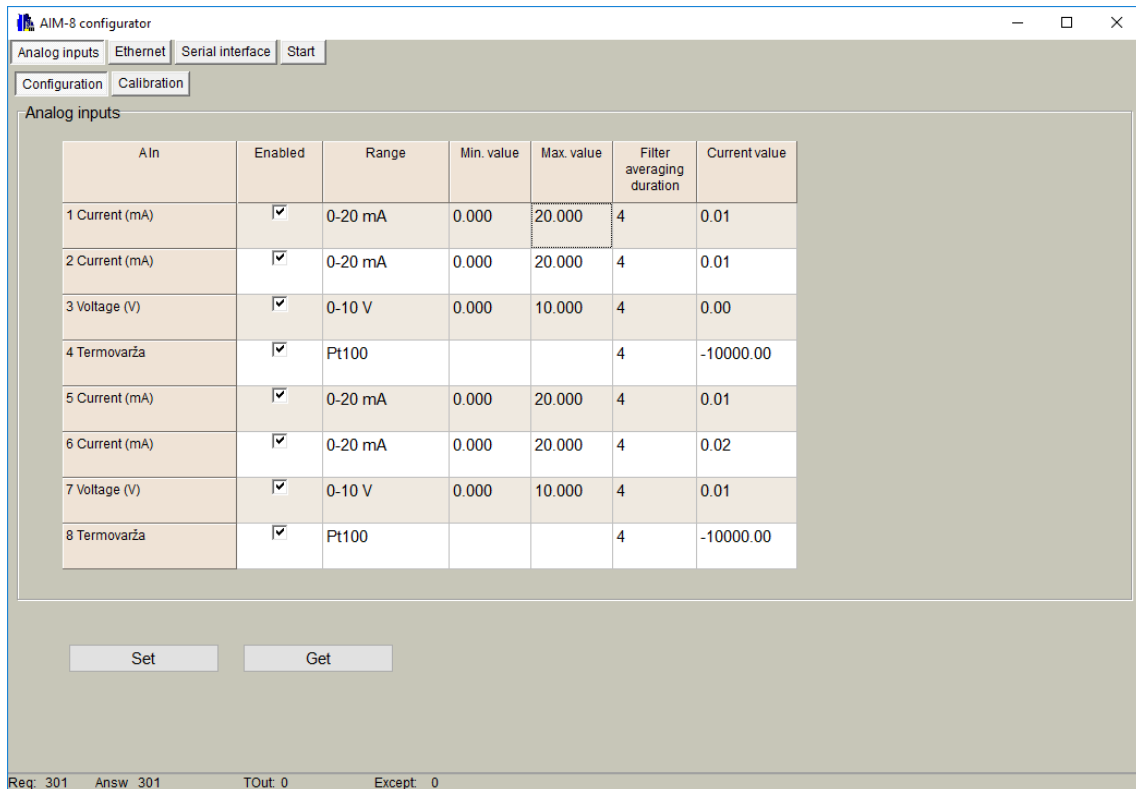 AIM-8 configurator
Analog inputs Ethernet Serial interface Start
Configuration Calibration
Analog inputs
AIn Enabled Range Min. value Max. value Filter averaging duration Current value
1 Current (mA) 0-20 mA 0.000 20.000 4 0.01
2 Current (mA) 0-20 mA 0.000 20.000 4 0.01
3 Voltage (V) 0-10 V 0.000 10.000 4 0.00
4 Termovarža Pt100 4 -10000.00
5 Current (mA) 0-20 mA 0.000 20.000 4 0.01
6 Current (mA) 0-20 mA 0.000 20.000 4 0.02
7 Voltage (V) 0-10 V 0.000 10.000 4 0.01
8 Termovarža Pt100 4 -10000.00
Set Get
Req: 301 Answ 301 TOut: 0 Except: 0